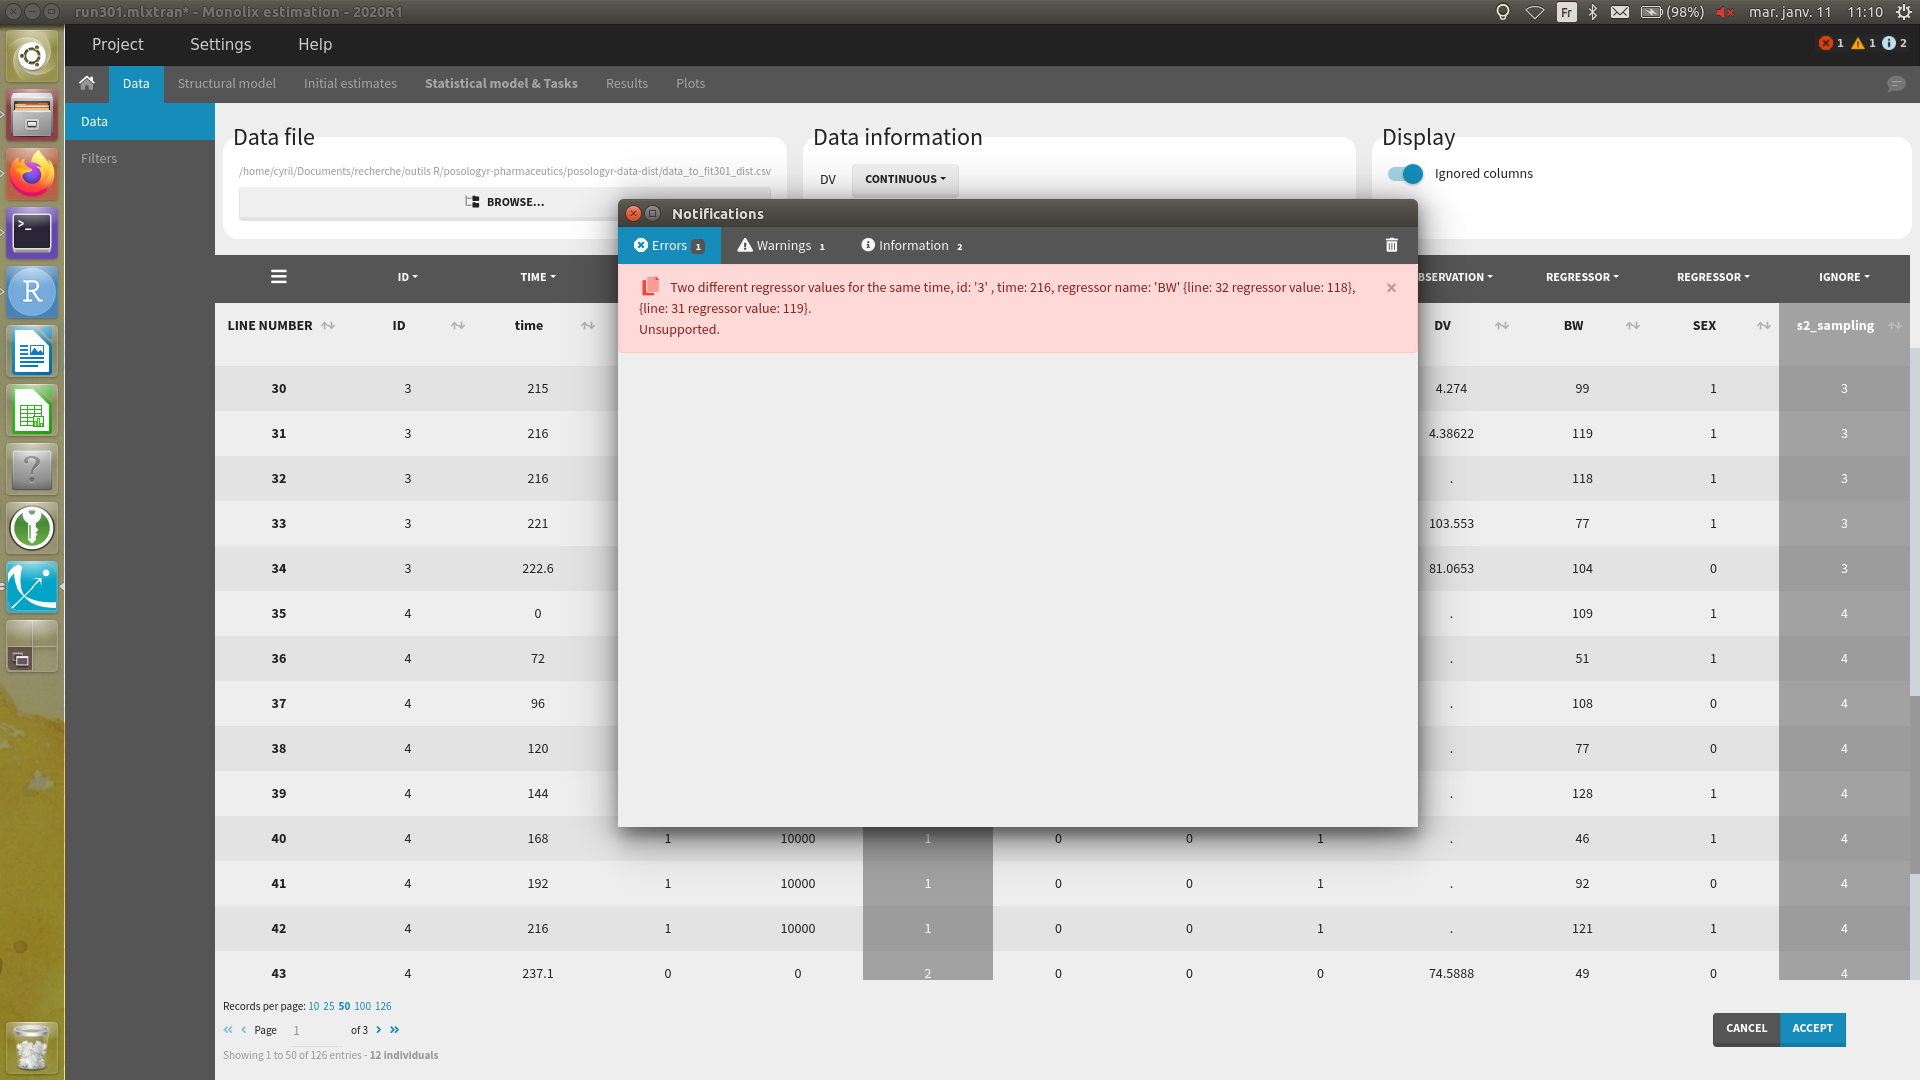 run301.mlxtran* - Monolix estimation - 2020R1
Fr (98%) mar. janv. 11 11:10
Project Settings Help 1 1 2
Data Structural model Initial estimates Statistical model & Tasks Results Plots
Data
Filters
Data file
/home/cyril/Documents/recherche/outils R/posologyr-pharmaceutics/posologyr-data-dist/data_to_fit301_dist.csv
BROWSE...
Data information
DV CONTINUOUS
Display
Ignored columns
Notifications
Errors 1 Warnings 1 Information 2
Two different regressor values for the same time, id: '3' , time: 216, regressor name: 'BW' {line: 32 regressor value: 118},
{line: 31 regressor value: 119}.
Unsupported.
ID TIME BSERVATION REGRESSOR REGRESSOR IGNORE
LINE NUMBER ID time DV BW SEX s2_sampling
30 3 215 4.274 99 1 3
31 3 216 4.38622 119 1 3
32 3 216 . 118 1 3
33 3 221 103.553 77 1 3
34 3 222.6 81.0653 104 0 3
35 4 0 . 109 1 4
36 4 72 . 51 1 4
37 4 96 . 108 0 4
38 4 120 . 77 0 4
39 4 144 . 128 1 4
40 4 168 1 10000 1 0 0 1 . 46 1 4
41 4 192 1 10000 1 0 0 1 . 92 0 4
42 4 216 1 10000 1 0 0 1 . 121 1 4
43 4 237.1 0 0 2 0 0 0 74.5888 49 0 4
Records per page: 10 25 50 100 126
Page 1 of 3
Showing 1 to 50 of 126 entries - 12 individuals
CANCEL ACCEPT